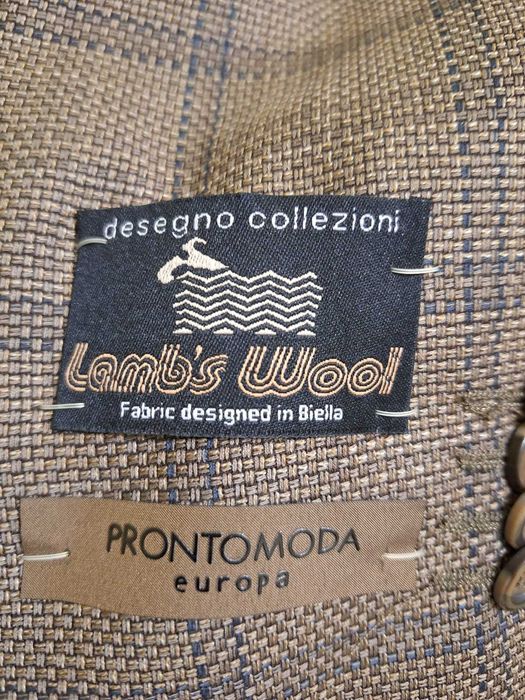 desegno collezioni
Lamb's Wool
Fabric designed in Biella
PRONTOMODA
europa